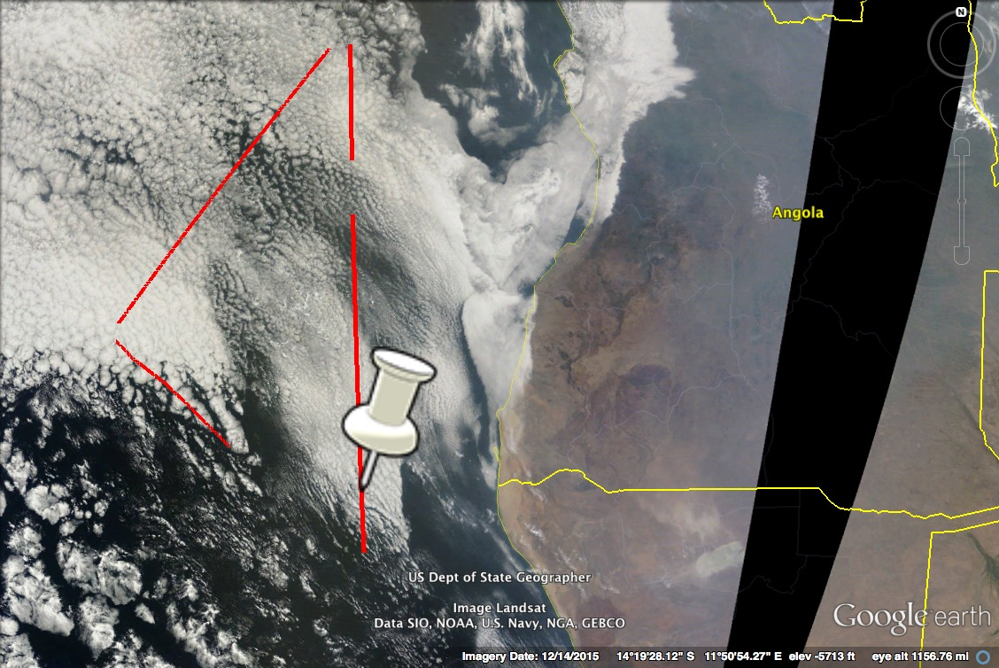 N
Angola
US Dept of State Geographer
Image Landsat
Data SIO, NOAA, U.S. Navy, NGA, GEBCO
Google earth
Imagery Date: 12/14/2015 14°19'28.12" S 11°50'54.27" E elev -5713 ft eye alt 1156.76 mi